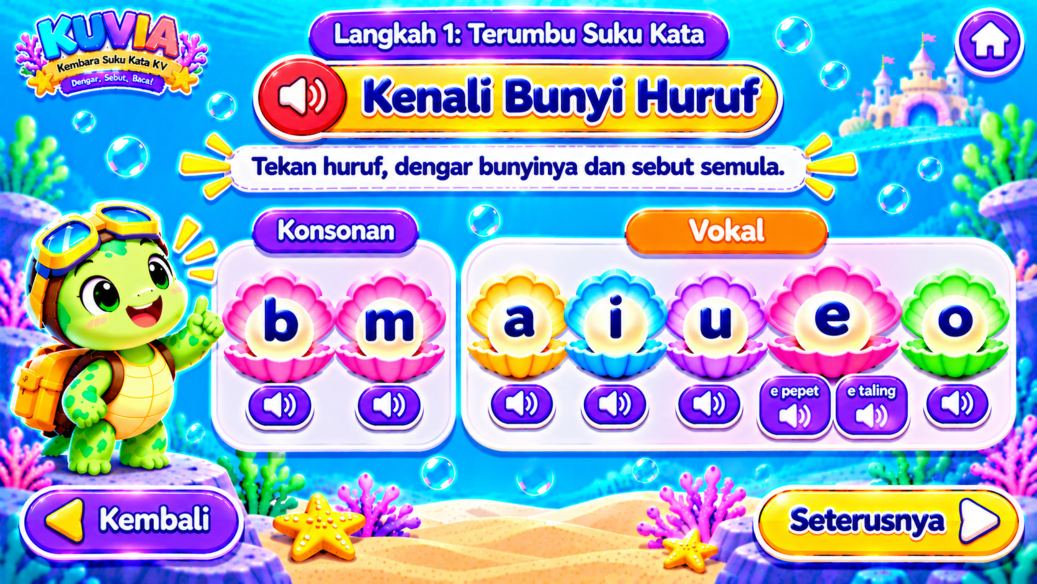 KUVIA
Kembara Suku Kata KV
Dengar, Sebut, Baca!
Langkah 1: Terumbu Suku Kata
Kenali Bunyi Huruf
Tekan huruf, dengar bunyinya dan sebut semula.
Konsonan
Vokal
b m a i u e o
e pepet e taling
Kembali
Seterusnya